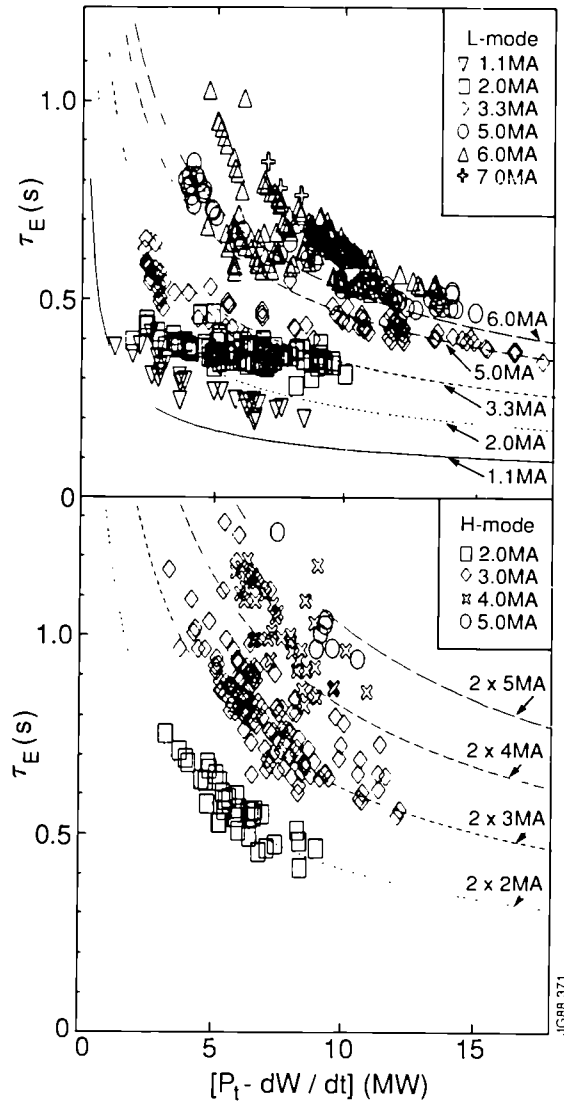 L-mode
▽ 1.1MA
□ 2.0MA
◇ 3.3MA
○ 5.0MA
△ 6.0MA
✚ 7.0MA
1.0
0.5
0
τE (s)
6.0MA
5.0MA
3.3MA
2.0MA
1.1MA
H-mode
□ 2.0MA
◇ 3.0MA
✖ 4.0MA
○ 5.0MA
1.0
0.5
0
τE (s)
2 x 5MA
2 x 4MA
2 x 3MA
2 x 2MA
0 5 10 15
[Pt - dW / dt] (MW)
JG88.371